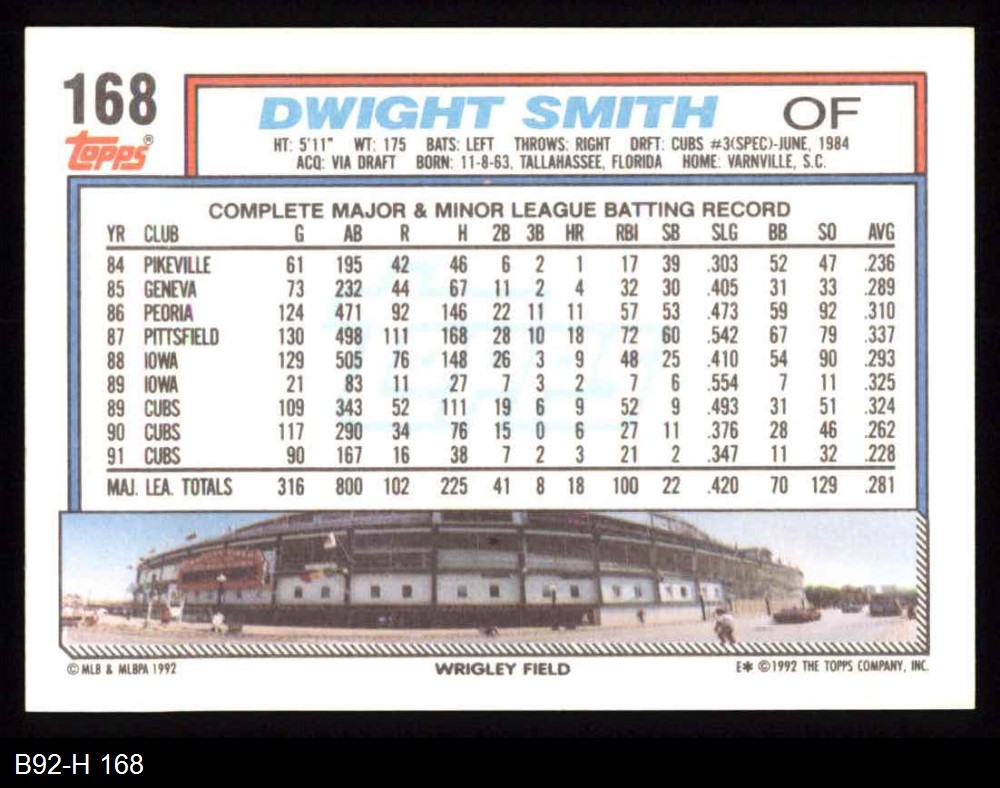 168
Topps®
DWIGHT SMITH OF
HT: 5'11" WT: 175 BATS: LEFT THROWS: RIGHT DRFT: CUBS #3(SPEC)-JUNE, 1984
ACQ: VIA DRAFT BORN: 11-8-63, TALLAHASSEE, FLORIDA HOME: VARNVILLE, S.C.
COMPLETE MAJOR & MINOR LEAGUE BATTING RECORD
YR CLUB G AB R H 2B 3B HR RBI SB SLG BB SO AVG
84 PIKEVILLE 61 195 42 46 6 2 1 17 39 .303 52 47 .236
85 GENEVA 73 232 44 67 11 2 4 32 30 .405 31 33 .289
86 PEORIA 124 471 92 146 22 11 11 57 53 .473 59 92 .310
87 PITTSFIELD 130 498 111 168 28 10 18 72 60 .542 67 79 .337
88 IOWA 129 505 76 148 26 3 9 48 25 .410 54 90 .293
89 IOWA 21 83 11 27 7 3 2 7 6 .554 7 11 .325
89 CUBS 109 343 52 111 19 6 9 52 9 .493 31 51 .324
90 CUBS 117 290 34 76 15 0 6 27 11 .376 28 46 .262
91 CUBS 90 167 16 38 7 2 3 21 2 .347 11 32 .228
MAJ. LEA. TOTALS 316 800 102 225 41 8 18 100 22 .420 70 129 .281
© MLB & MLBPA 1992 WRIGLEY FIELD E* ©1992 THE TOPPS COMPANY, INC.
B92-H 168